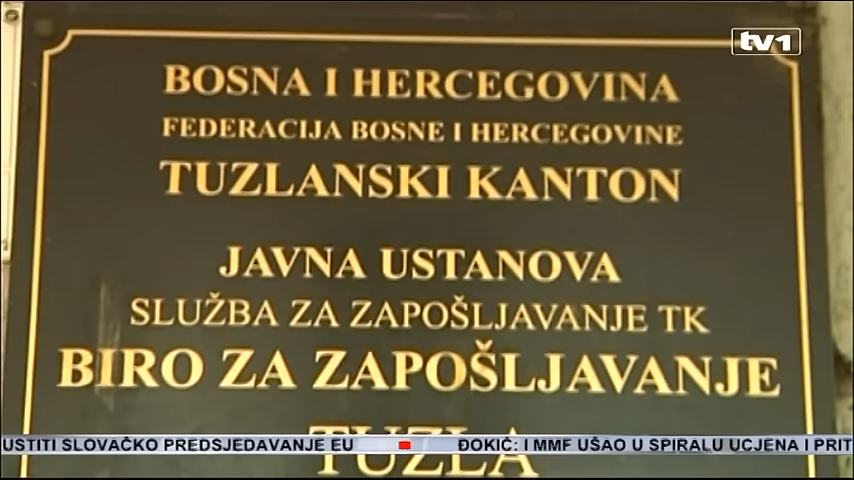 tv1
BOSNA I HERCEGOVINA
FEDERACIJA BOSNE I HERCEGOVINE
TUZLANSKI KANTON
JAVNA USTANOVA
SLUŽBA ZA ZAPOŠLJAVANJE TK
BIRO ZA ZAPOŠLJAVANJE
TUZLA
USTITI SLOVAČKO PREDSJEDAVANJE EU ĐOKIĆ: I MMF UŠAO U SPIRALU UCJENA I PRIT